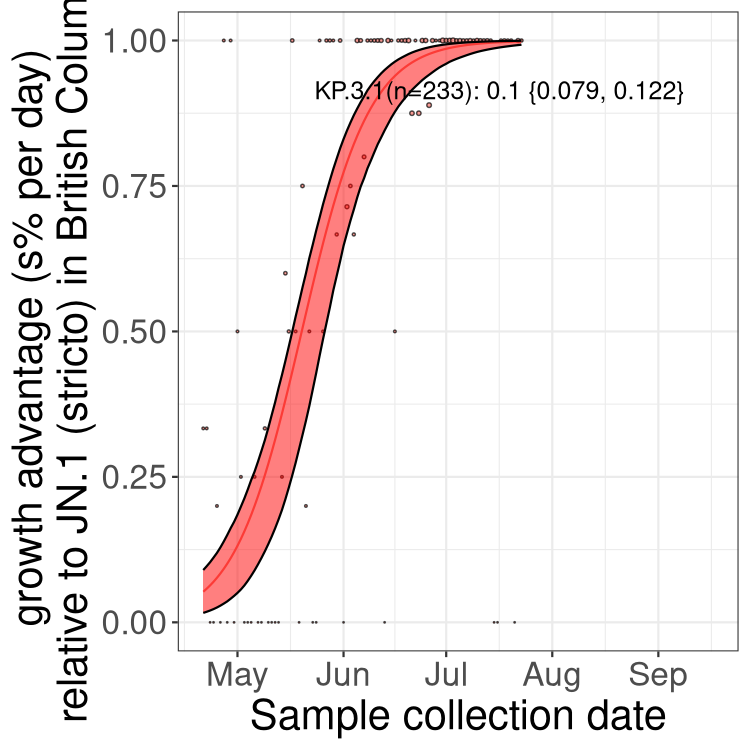 growth advantage (s% per day)
relative to JN.1 (stricto) in British Colum
1.00
0.75
0.50
0.25
0.00
KP.3.1(n=233): 0.1 {0.079, 0.122}
May Jun Jul Aug Sep
Sample collection date